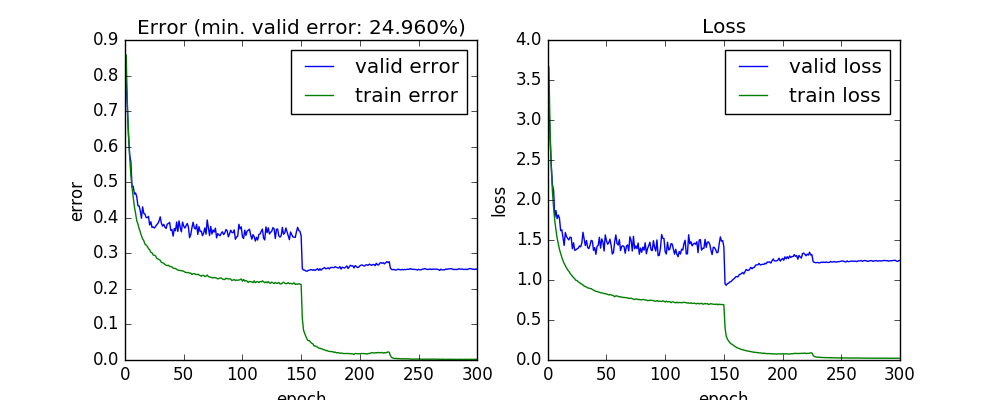 Error (min. valid error: 24.960%)
0.9
0.8
0.7
0.6
0.5
0.4
0.3
0.2
0.1
0.0
error
valid error
train error
0 50 100 150 200 250 300
epoch
Loss
4.0
3.5
3.0
2.5
2.0
1.5
1.0
0.5
0.0
loss
valid loss
train loss
0 50 100 150 200 250 300
epoch